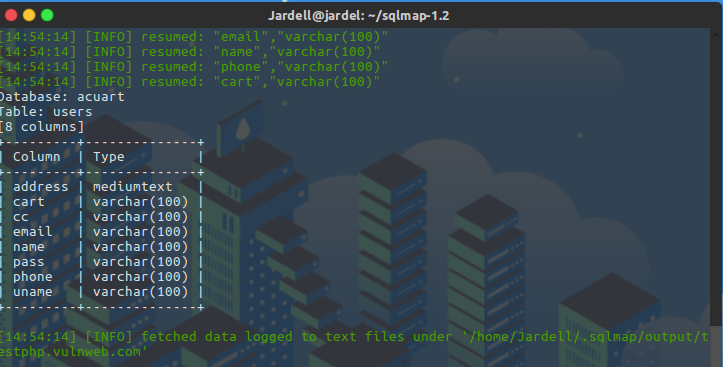 Jardell@jardel: ~/sqlmap-1.2
[14:54:14] [INFO] resumed: "email","varchar(100)"
[14:54:14] [INFO] resumed: "name","varchar(100)"
[14:54:14] [INFO] resumed: "phone","varchar(100)"
[14:54:14] [INFO] resumed: "cart","varchar(100)"
Database: acuart
Table: users
[8 columns]
+---------+--------------+
| Column  | Type         |
+---------+--------------+
| address | mediumtext   |
| cart    | varchar(100) |
| cc      | varchar(100) |
| email   | varchar(100) |
| name    | varchar(100) |
| pass    | varchar(100) |
| phone   | varchar(100) |
| uname   | varchar(100) |
+---------+--------------+
[14:54:14] [INFO] fetched data logged to text files under '/home/Jardell/.sqlmap/output/t
estphp.vulnweb.com'